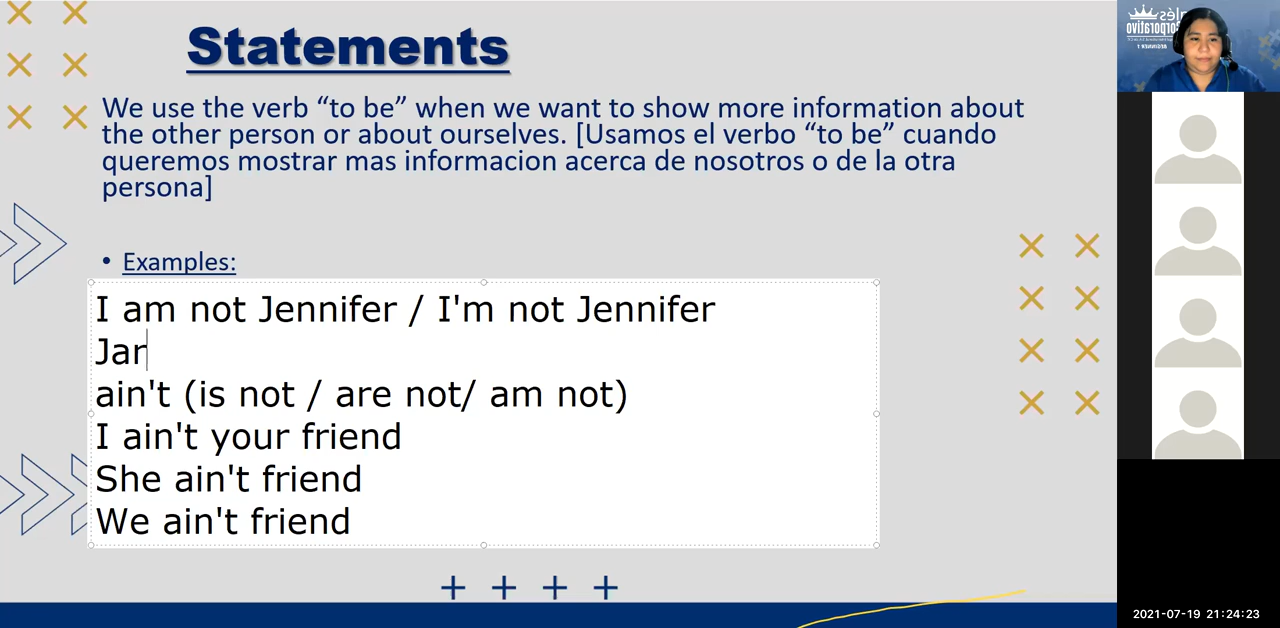 Statements
We use the verb “to be” when we want to show more information about
the other person or about ourselves. [Usamos el verbo “to be” cuando
queremos mostrar mas informacion acerca de nosotros o de la otra
persona]
• Examples:
I am not Jennifer / I'm not Jennifer
Jar
ain't (is not / are not/ am not)
I ain't your friend
She ain't friend
We ain't friend
2021-07-19 21:24:23